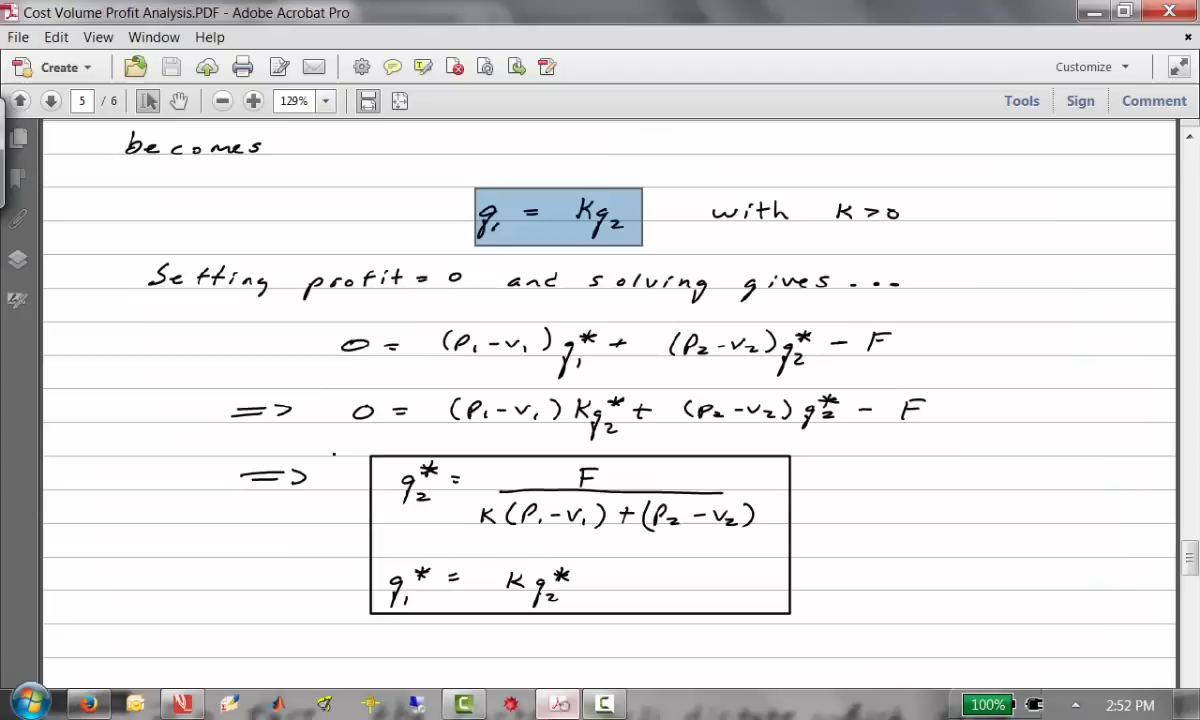 Cost Volume Profit Analysis.PDF - Adobe Acrobat Pro
File Edit View Window Help
Create Customize
5 / 6 129% Tools Sign Comment
becomes
q₁ = Kq₂ with K > 0
Setting profit = 0 and solving gives ...
0 = (P₁ - v₁) q₁* + (P₂ - v₂) q₂* - F
=> 0 = (P₁ - v₁) Kq₂* + (P₂ - v₂) q₂* - F
=> q₂* = F
K (P₁ - v₁) + (P₂ - v₂)
q₁* = K q₂*
100% 2:52 PM